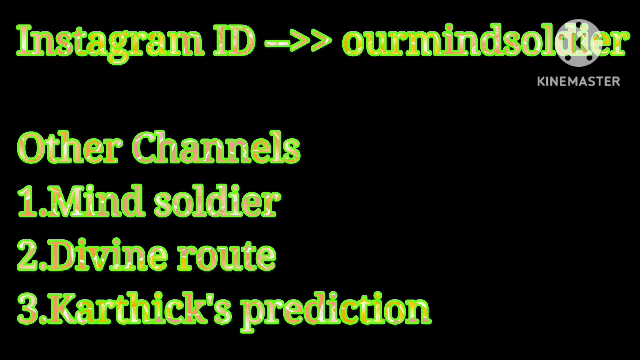 Instagram ID -->> ourmindsoldier
KINEMASTER
Other Channels
1.Mind soldier
2.Divine route
3.Karthick's prediction